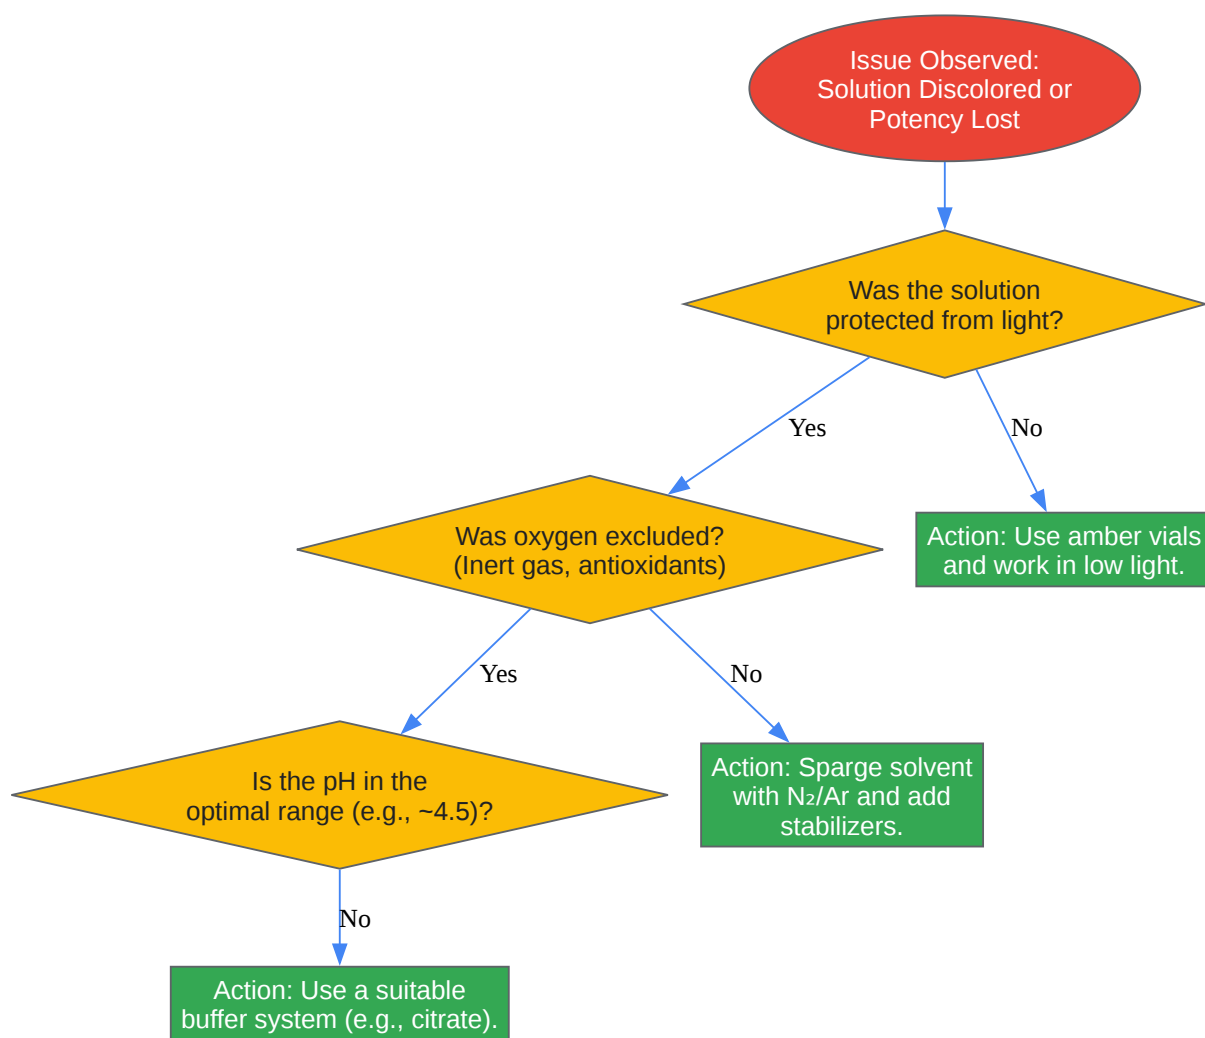 Issue Observed:
Solution Discolored or
Potency Lost
Was the solution
protected from light?
Yes
No
Was oxygen excluded?
(Inert gas, antioxidants)
Action: Use amber vials
and work in low light.
Yes
No
Is the pH in the
optimal range (e.g., ~4.5)?
Action: Sparge solvent
with N₂/Ar and add
stabilizers.
No
Action: Use a suitable
buffer system (e.g., citrate).